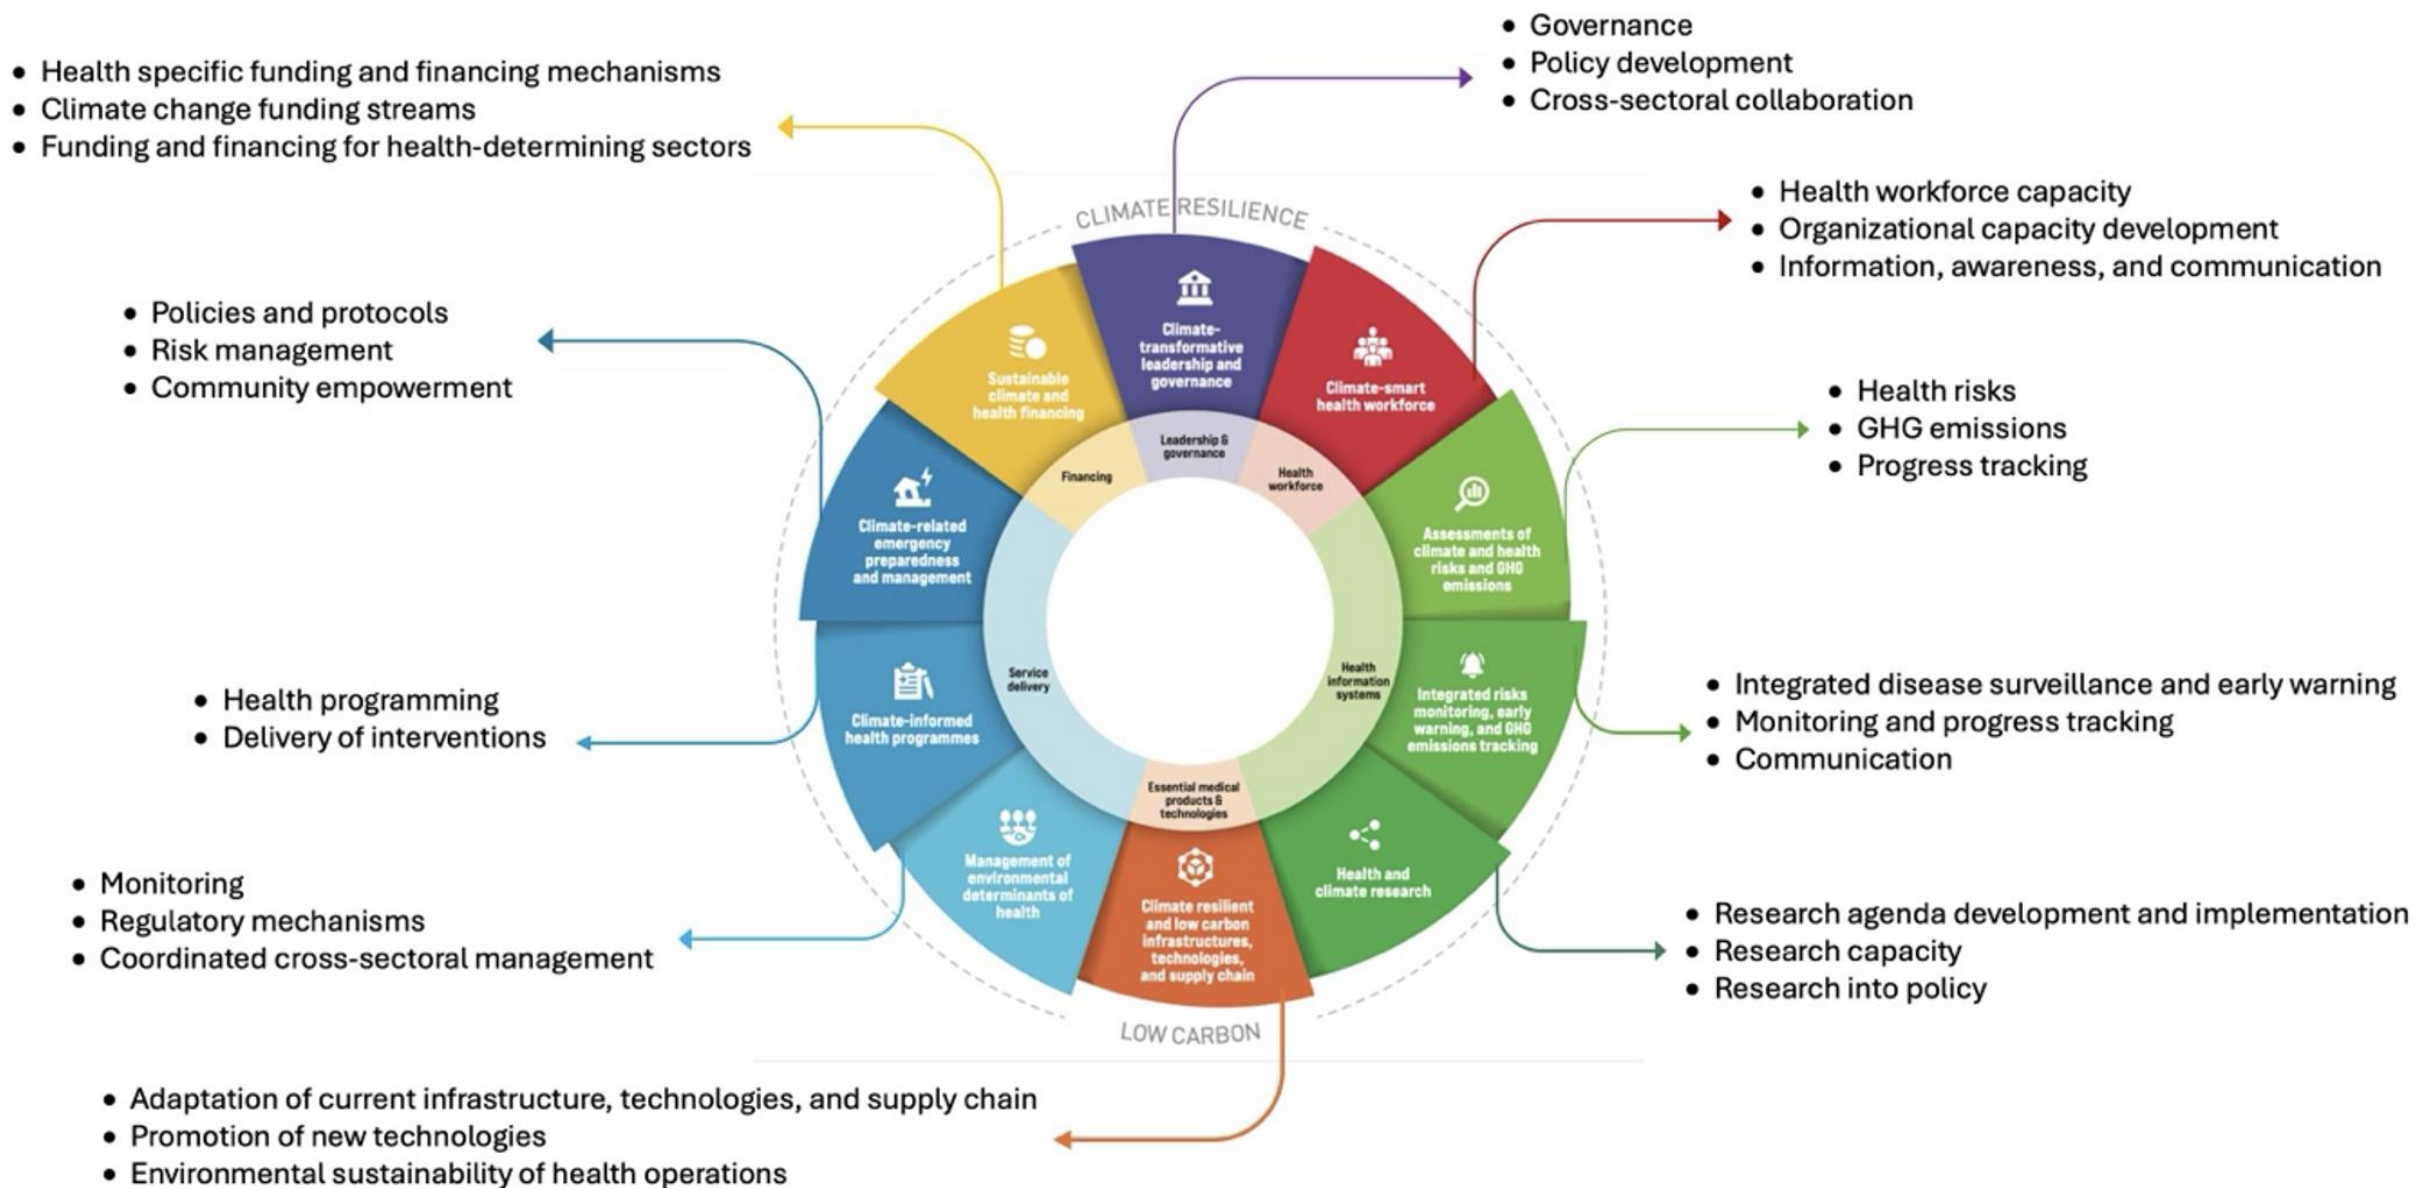 • Governance
• Policy development
• Cross-sectoral collaboration
• Health specific funding and financing mechanisms
• Climate change funding streams
• Funding and financing for health-determining sectors
• Health workforce capacity
• Organizational capacity development
• Information, awareness, and communication
• Policies and protocols
• Risk management
• Community empowerment
• Health risks
• GHG emissions
• Progress tracking
• Health programming
• Delivery of interventions
• Integrated disease surveillance and early warning
• Monitoring and progress tracking
• Communication
• Monitoring
• Regulatory mechanisms
• Coordinated cross-sectoral management
• Research agenda development and implementation
• Research capacity
• Research into policy
• Adaptation of current infrastructure, technologies, and supply chain
• Promotion of new technologies
• Environmental sustainability of health operations
CLIMATE RESILIENCE
Climate-
transformative
leadership and
governance
Climate-smart
health workforce
Assessments of
climate and health
risks and GHG
emissions
Integrated risks
monitoring, early
warning, and GHG
emissions tracking
Health and
climate research
Climate resilient
and low carbon
infrastructures,
technologies,
and supply chain
Management of
environmental
determinants of
health
Climate-informed
health programmes
Climate-related
emergency
preparedness
and management
Sustainable
climate and
health financing
Leadership &
governance
Health
workforce
Health
information
systems
Essential medical
products &
technologies
Service
delivery
Financing
LOW CARBON